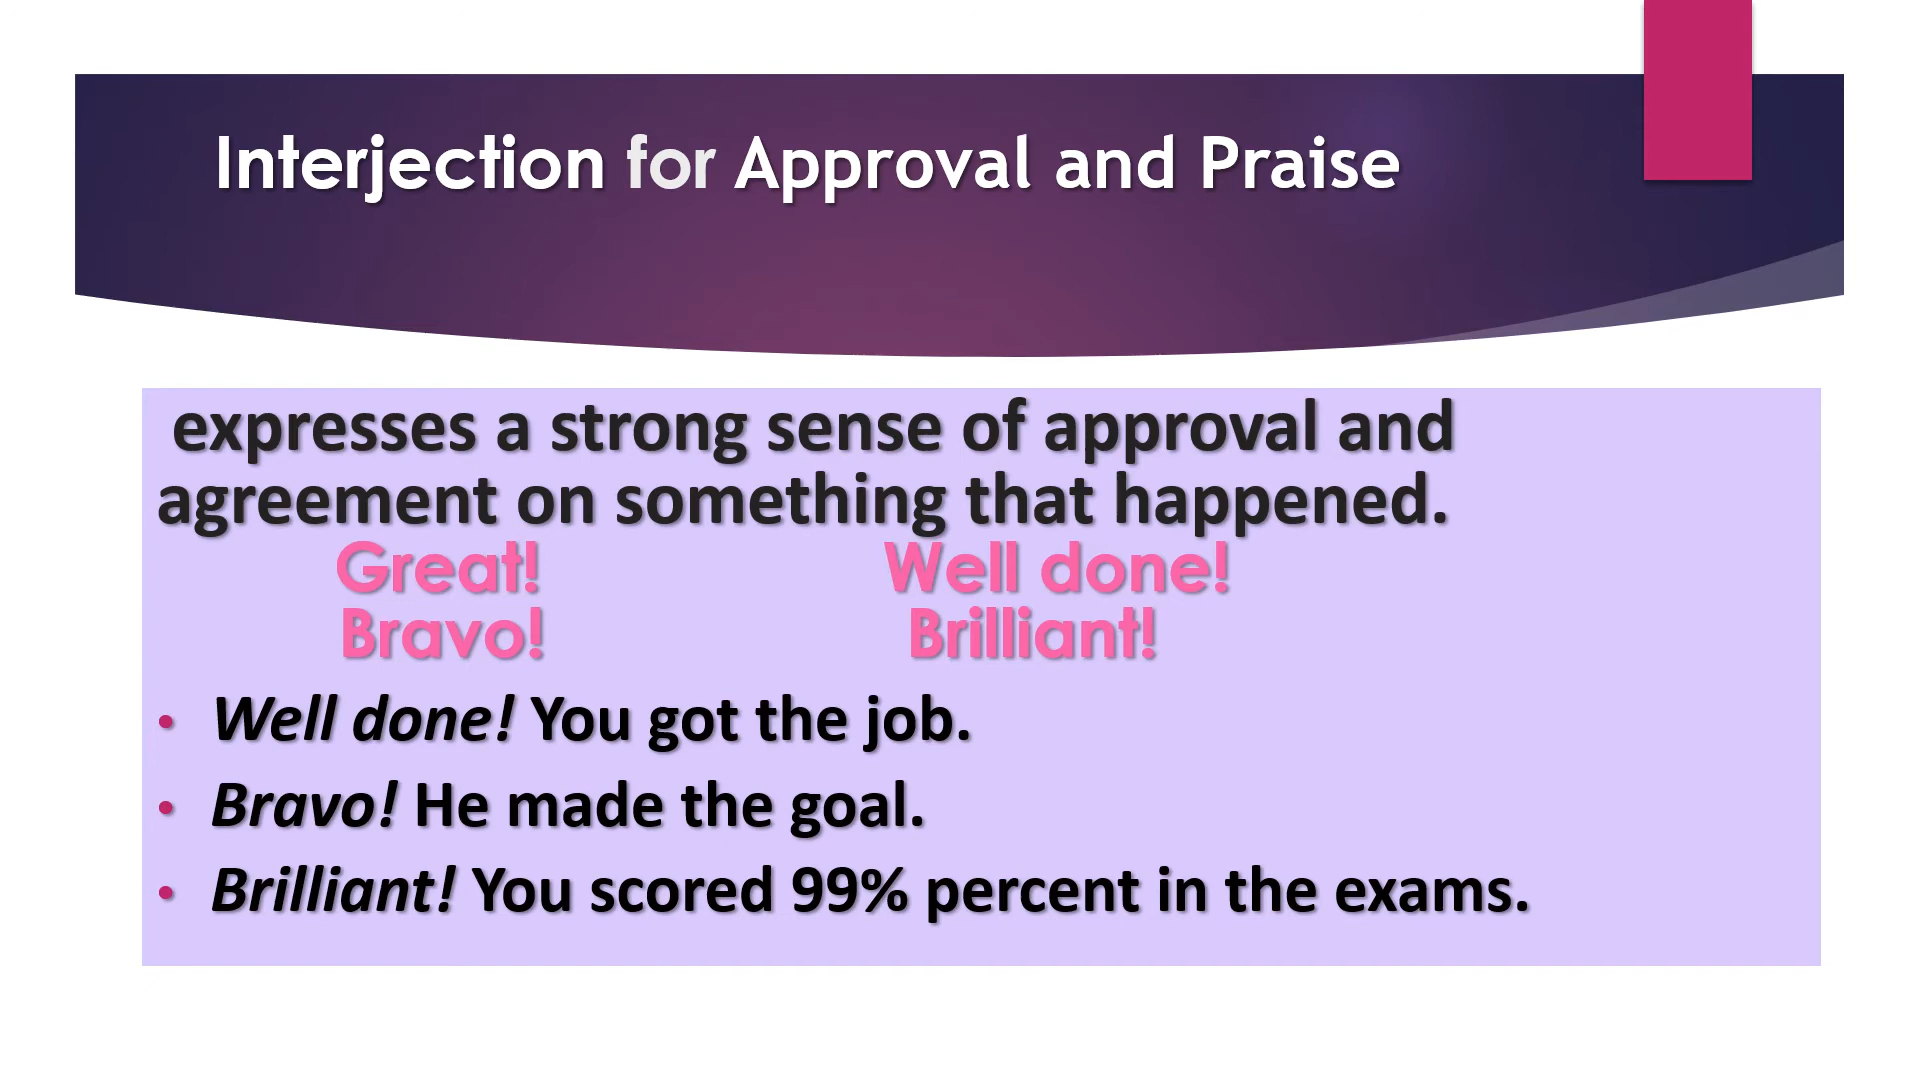 Interjection for Approval and Praise
expresses a strong sense of approval and
agreement on something that happened.
Great! Well done!
Bravo! Brilliant!
• Well done! You got the job.
• Bravo! He made the goal.
• Brilliant! You scored 99% percent in the exams.